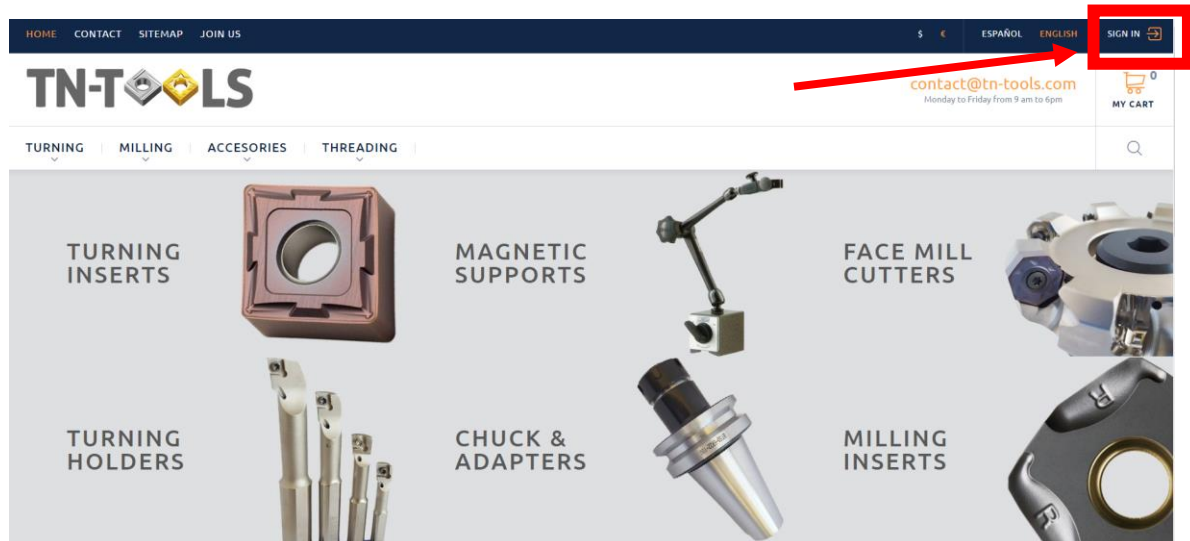 HOME CONTACT SITEMAP JOIN US $ € ESPAÑOL ENGLISH SIGN IN
TN-TOOLS
contact@tn-tools.com
Monday to Friday from 9 am to 6pm
0
MY CART
TURNING MILLING ACCESORIES THREADING
TURNING
INSERTS
MAGNETIC
SUPPORTS
FACE MILL
CUTTERS
TURNING
HOLDERS
CHUCK &
ADAPTERS
MILLING
INSERTS
R
R